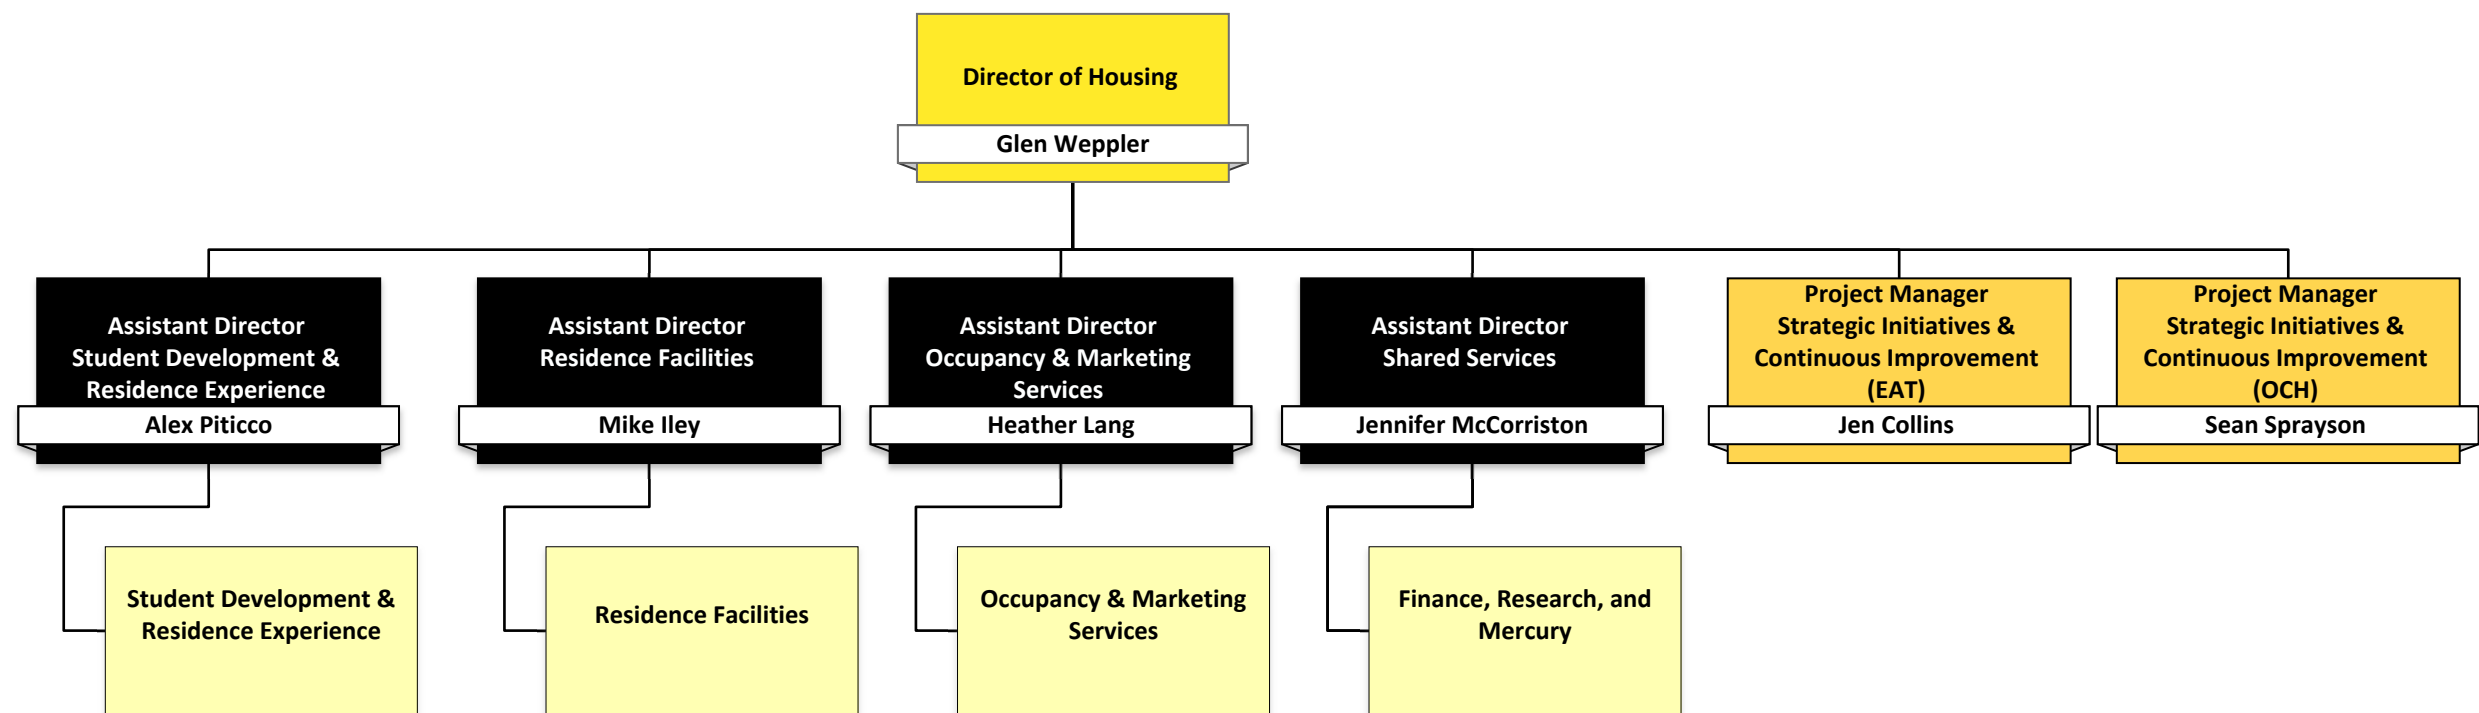 Director of Housing
Glen Weppler
Assistant Director
Student Development &
Residence Experience
Alex Piticco
Assistant Director
Residence Facilities
Mike Iley
Assistant Director
Occupancy & Marketing
Services
Heather Lang
Assistant Director
Shared Services
Jennifer McCorriston
Project Manager
Strategic Initiatives &
Continuous Improvement
(EAT)
Jen Collins
Project Manager
Strategic Initiatives &
Continuous Improvement
(OCH)
Sean Sprayson
Student Development &
Residence Experience
Residence Facilities
Occupancy & Marketing
Services
Finance, Research, and
Mercury